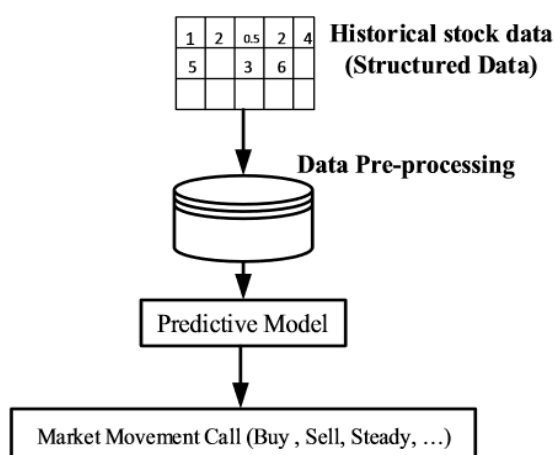 1 2 0.5 2 4 Historical stock data
5 3 6 (Structured Data)
Data Pre-processing
Predictive Model
Market Movement Call (Buy , Sell, Steady, …)